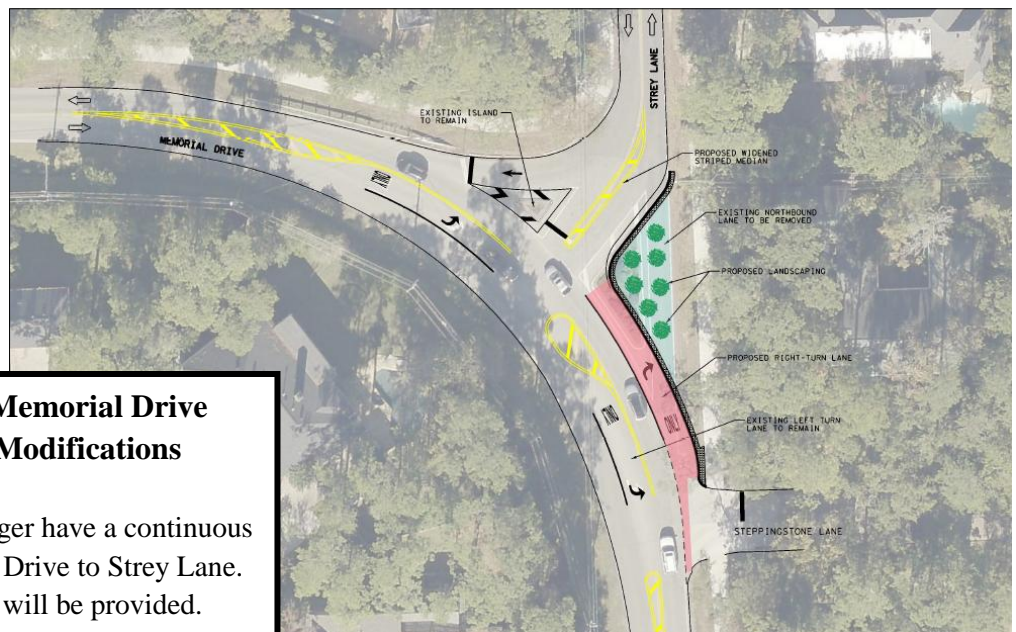 STREY LANE
EXISTING ISLAND
TO REMAIN
MEMORIAL DRIVE
PROPOSED WIDENED
STRIPED MEDIAN
EXISTING NORTHBOUND
LANE TO BE REMOVED
PROPOSED LANDSCAPING
PROPOSED RIGHT-TURN LANE
EXISTING LEFT TURN
LANE TO REMAIN
STEPPINGSTONE LANE
ONLY
ONLY
ONLY
Memorial Drive
Modifications
have a continuous
Drive to Strey Lane.
will be provided.